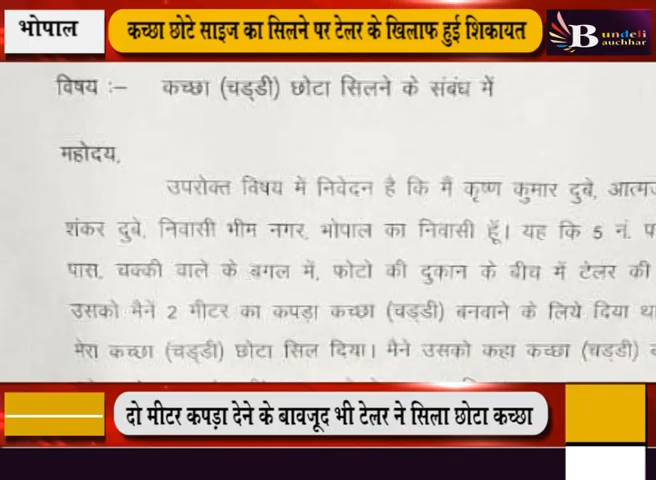 भोपाल
कच्छा छोटे साइज का सिलने पर टेलर के खिलाफ हुई शिकायत
Bundeli
Bauchhar
विषय :– कच्छा (चड्डी) छोटा सिलने के संबंध में
महोदय,
उपरोक्त विषय में निवेदन है कि मैं कृष्ण कुमार दुबे, आत्मज
शंकर दुबे, निवासी भीम नगर, भोपाल का निवासी हूँ। यह कि 5 नं.
पास, चक्की वाले के बगल में, फोटो की दुकान के बीच में टेलर की
उसको मैनें 2 मीटर का कपड़ा कच्छा (चड्डी) बनवाने के लिये दिया
मेरा कच्छा (चड्डी) छोटा सिल दिया। मैने उसको कहा कच्छा (चड्डी)
दो मीटर कपड़ा देने के बावजूद भी टेलर ने सिला छोटा कच्छा